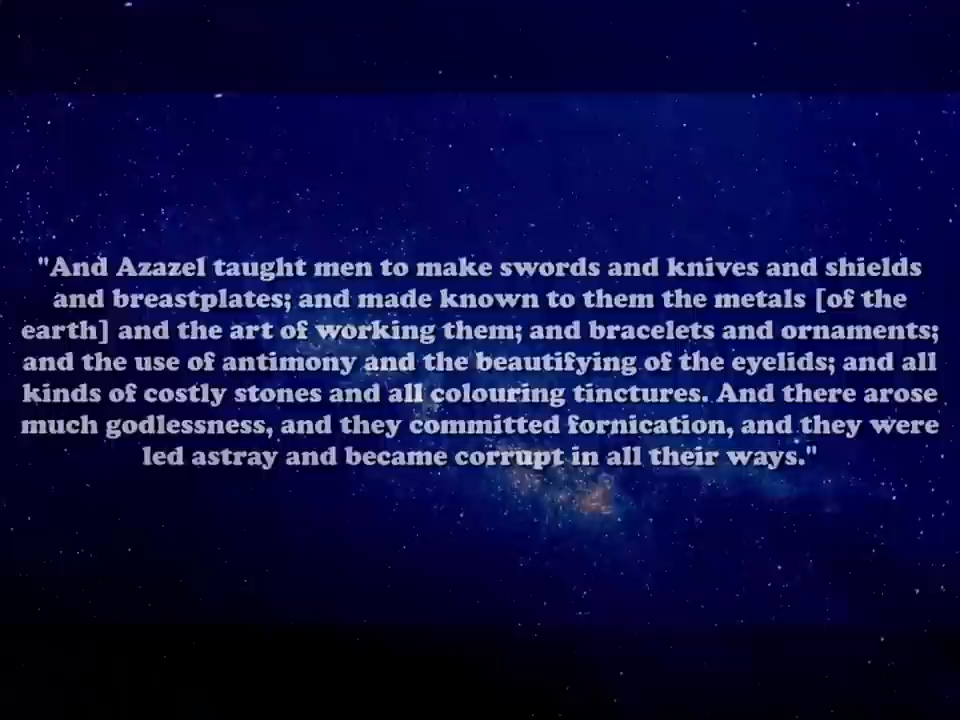 "And Azazel taught men to make swords and knives and shields
and breastplates; and made known to them the metals [of the
earth] and the art of working them; and bracelets and ornaments;
and the use of antimony and the beautifying of the eyelids; and all
kinds of costly stones and all colouring tinctures. And there arose
much godlessness, and they committed fornication, and they were
led astray and became corrupt in all their ways."